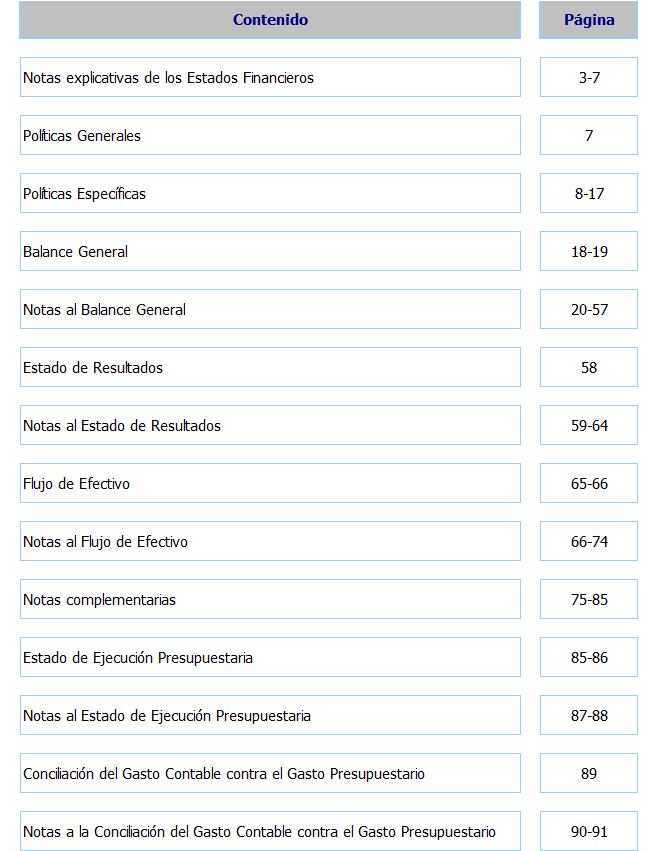 Contenido Página
Notas explicativas de los Estados Financieros 3-7
Políticas Generales 7
Políticas Específicas 8-17
Balance General 18-19
Notas al Balance General 20-57
Estado de Resultados 58
Notas al Estado de Resultados 59-64
Flujo de Efectivo 65-66
Notas al Flujo de Efectivo 66-74
Notas complementarias 75-85
Estado de Ejecución Presupuestaria 85-86
Notas al Estado de Ejecución Presupuestaria 87-88
Conciliación del Gasto Contable contra el Gasto Presupuestario 89
Notas a la Conciliación del Gasto Contable contra el Gasto Presupuestario 90-91